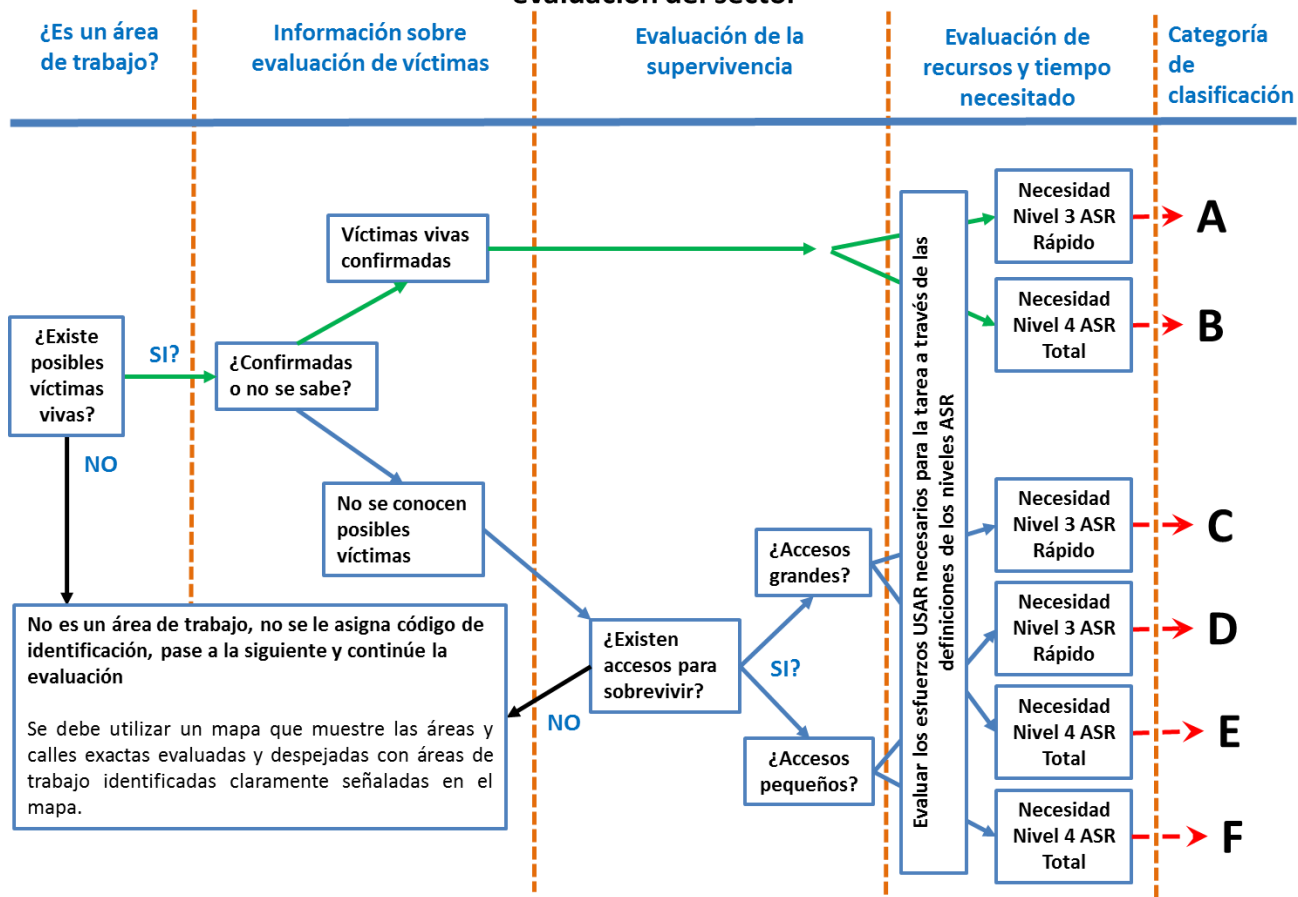 evaluación del sector
¿Es un área
de trabajo?
Información sobre
evaluación de víctimas
Evaluación de la
supervivencia
Evaluación de
recursos y tiempo
necesitado
Categoría
de
clasificación
Necesidad
Nivel 3 ASR
Rápido
A
Víctimas vivas
confirmadas
Necesidad
Nivel 4 ASR
Total
B
¿Existe
posibles
víctimas
vivas?
SI?
¿Confirmadas
o no se sabe?
NO
No se conocen
posibles
víctimas
Evaluar los esfuerzos USAR necesarios para la tarea a través de las
definiciones de los niveles ASR
Necesidad
Nivel 3 ASR
Rápido
C
¿Accesos
grandes?
Necesidad
Nivel 3 ASR
Rápido
D
¿Existen
accesos para
sobrevivir?
SI?
NO
Necesidad
Nivel 4 ASR
Total
E
¿Accesos
pequeños?
Necesidad
Nivel 4 ASR
Total
F
No es un área de trabajo, no se le asigna código de
identificación, pase a la siguiente y continúe la
evaluación
Se debe utilizar un mapa que muestre las áreas y
calles exactas evaluadas y despejadas con áreas de
trabajo identificadas claramente señaladas en el
mapa.